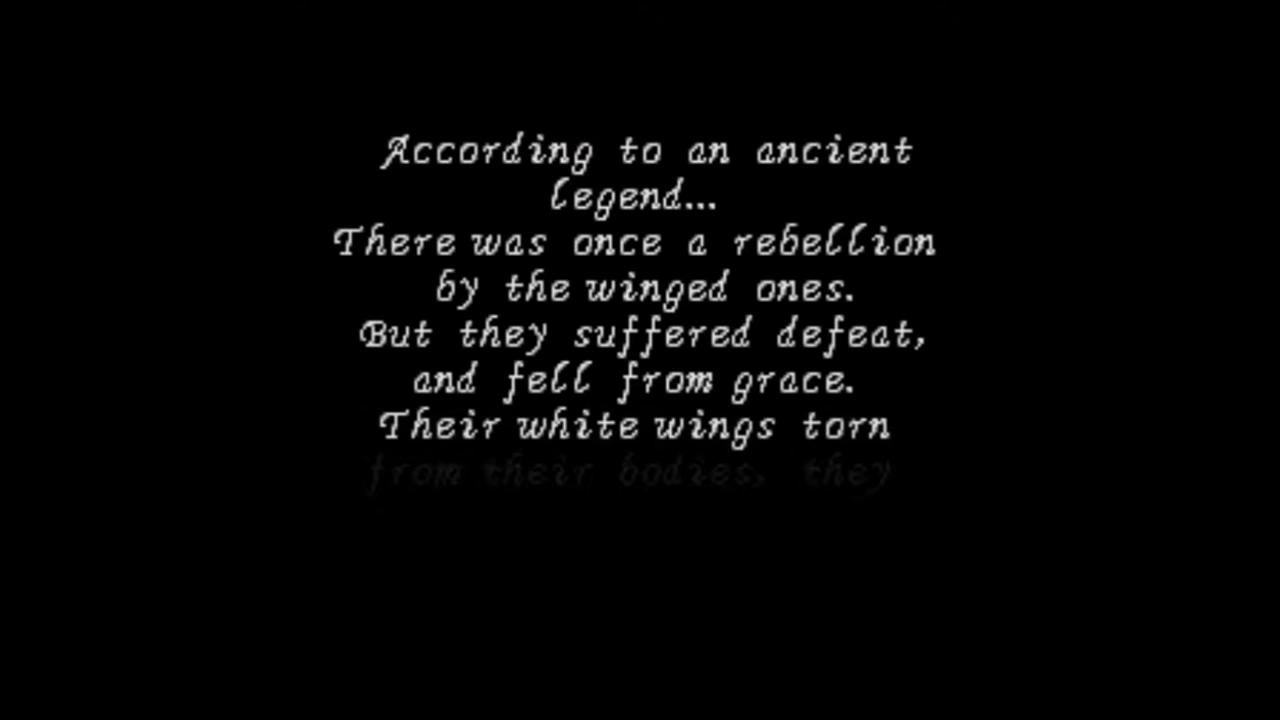 According to an ancient
legend...
There was once a rebellion
by the winged ones.
But they suffered defeat,
and fell from grace.
Their white wings torn
from their bodies, they